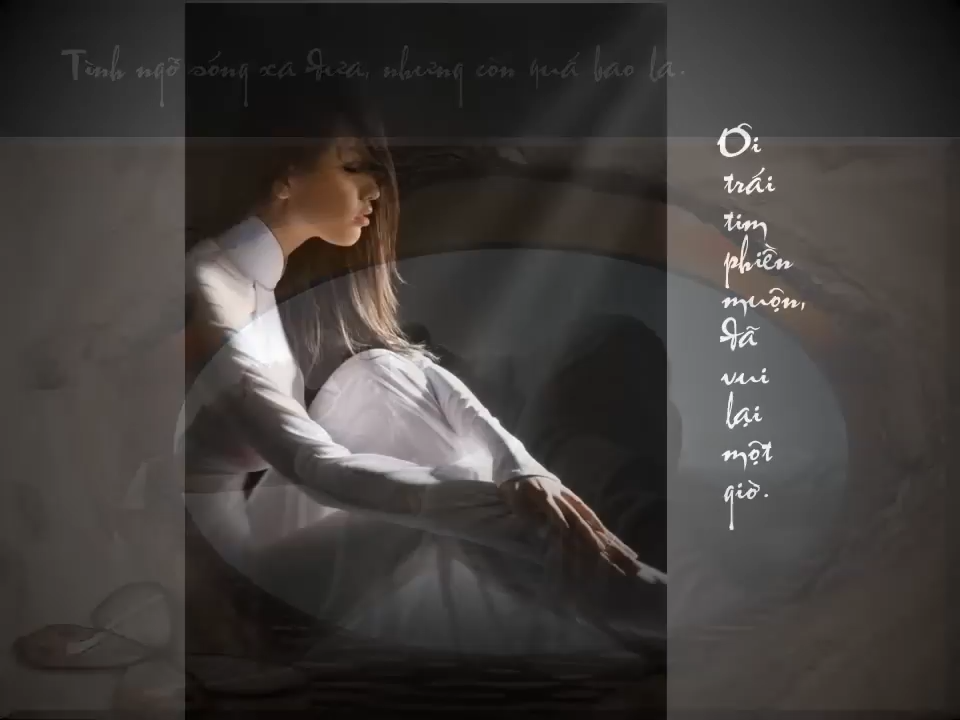 Tình ngỡ sóng xa đưa, nhưng còn quá bao la.
Ôi
trái
tim
phiền
muộn,
đã
vui
lại
một
giờ.